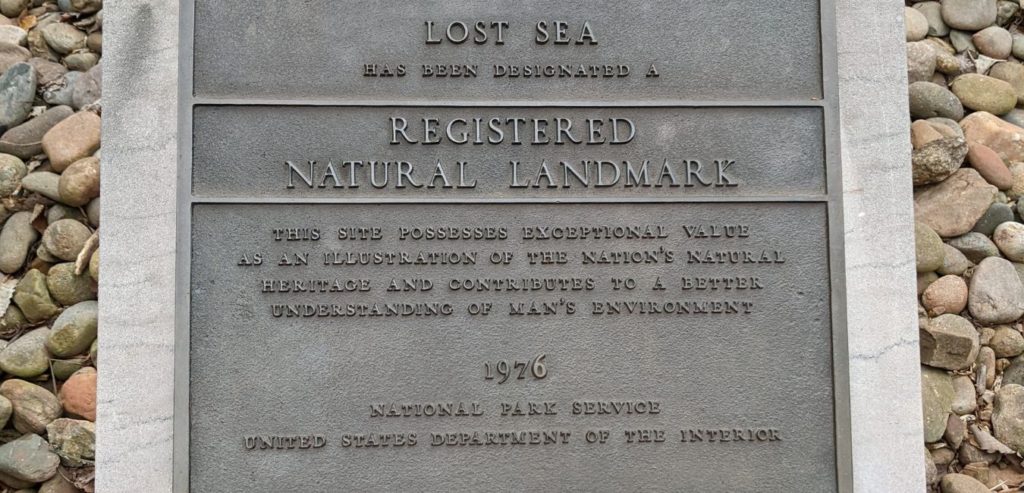 LOST SEA
HAS BEEN DESIGNATED A
REGISTERED
NATURAL LANDMARK
THIS SITE POSSESSES EXCEPTIONAL VALUE
AS AN ILLUSTRATION OF THE NATION'S NATURAL
HERITAGE AND CONTRIBUTES TO A BETTER
UNDERSTANDING OF MAN'S ENVIRONMENT
1976
NATIONAL PARK SERVICE
UNITED STATES DEPARTMENT OF THE INTERIOR